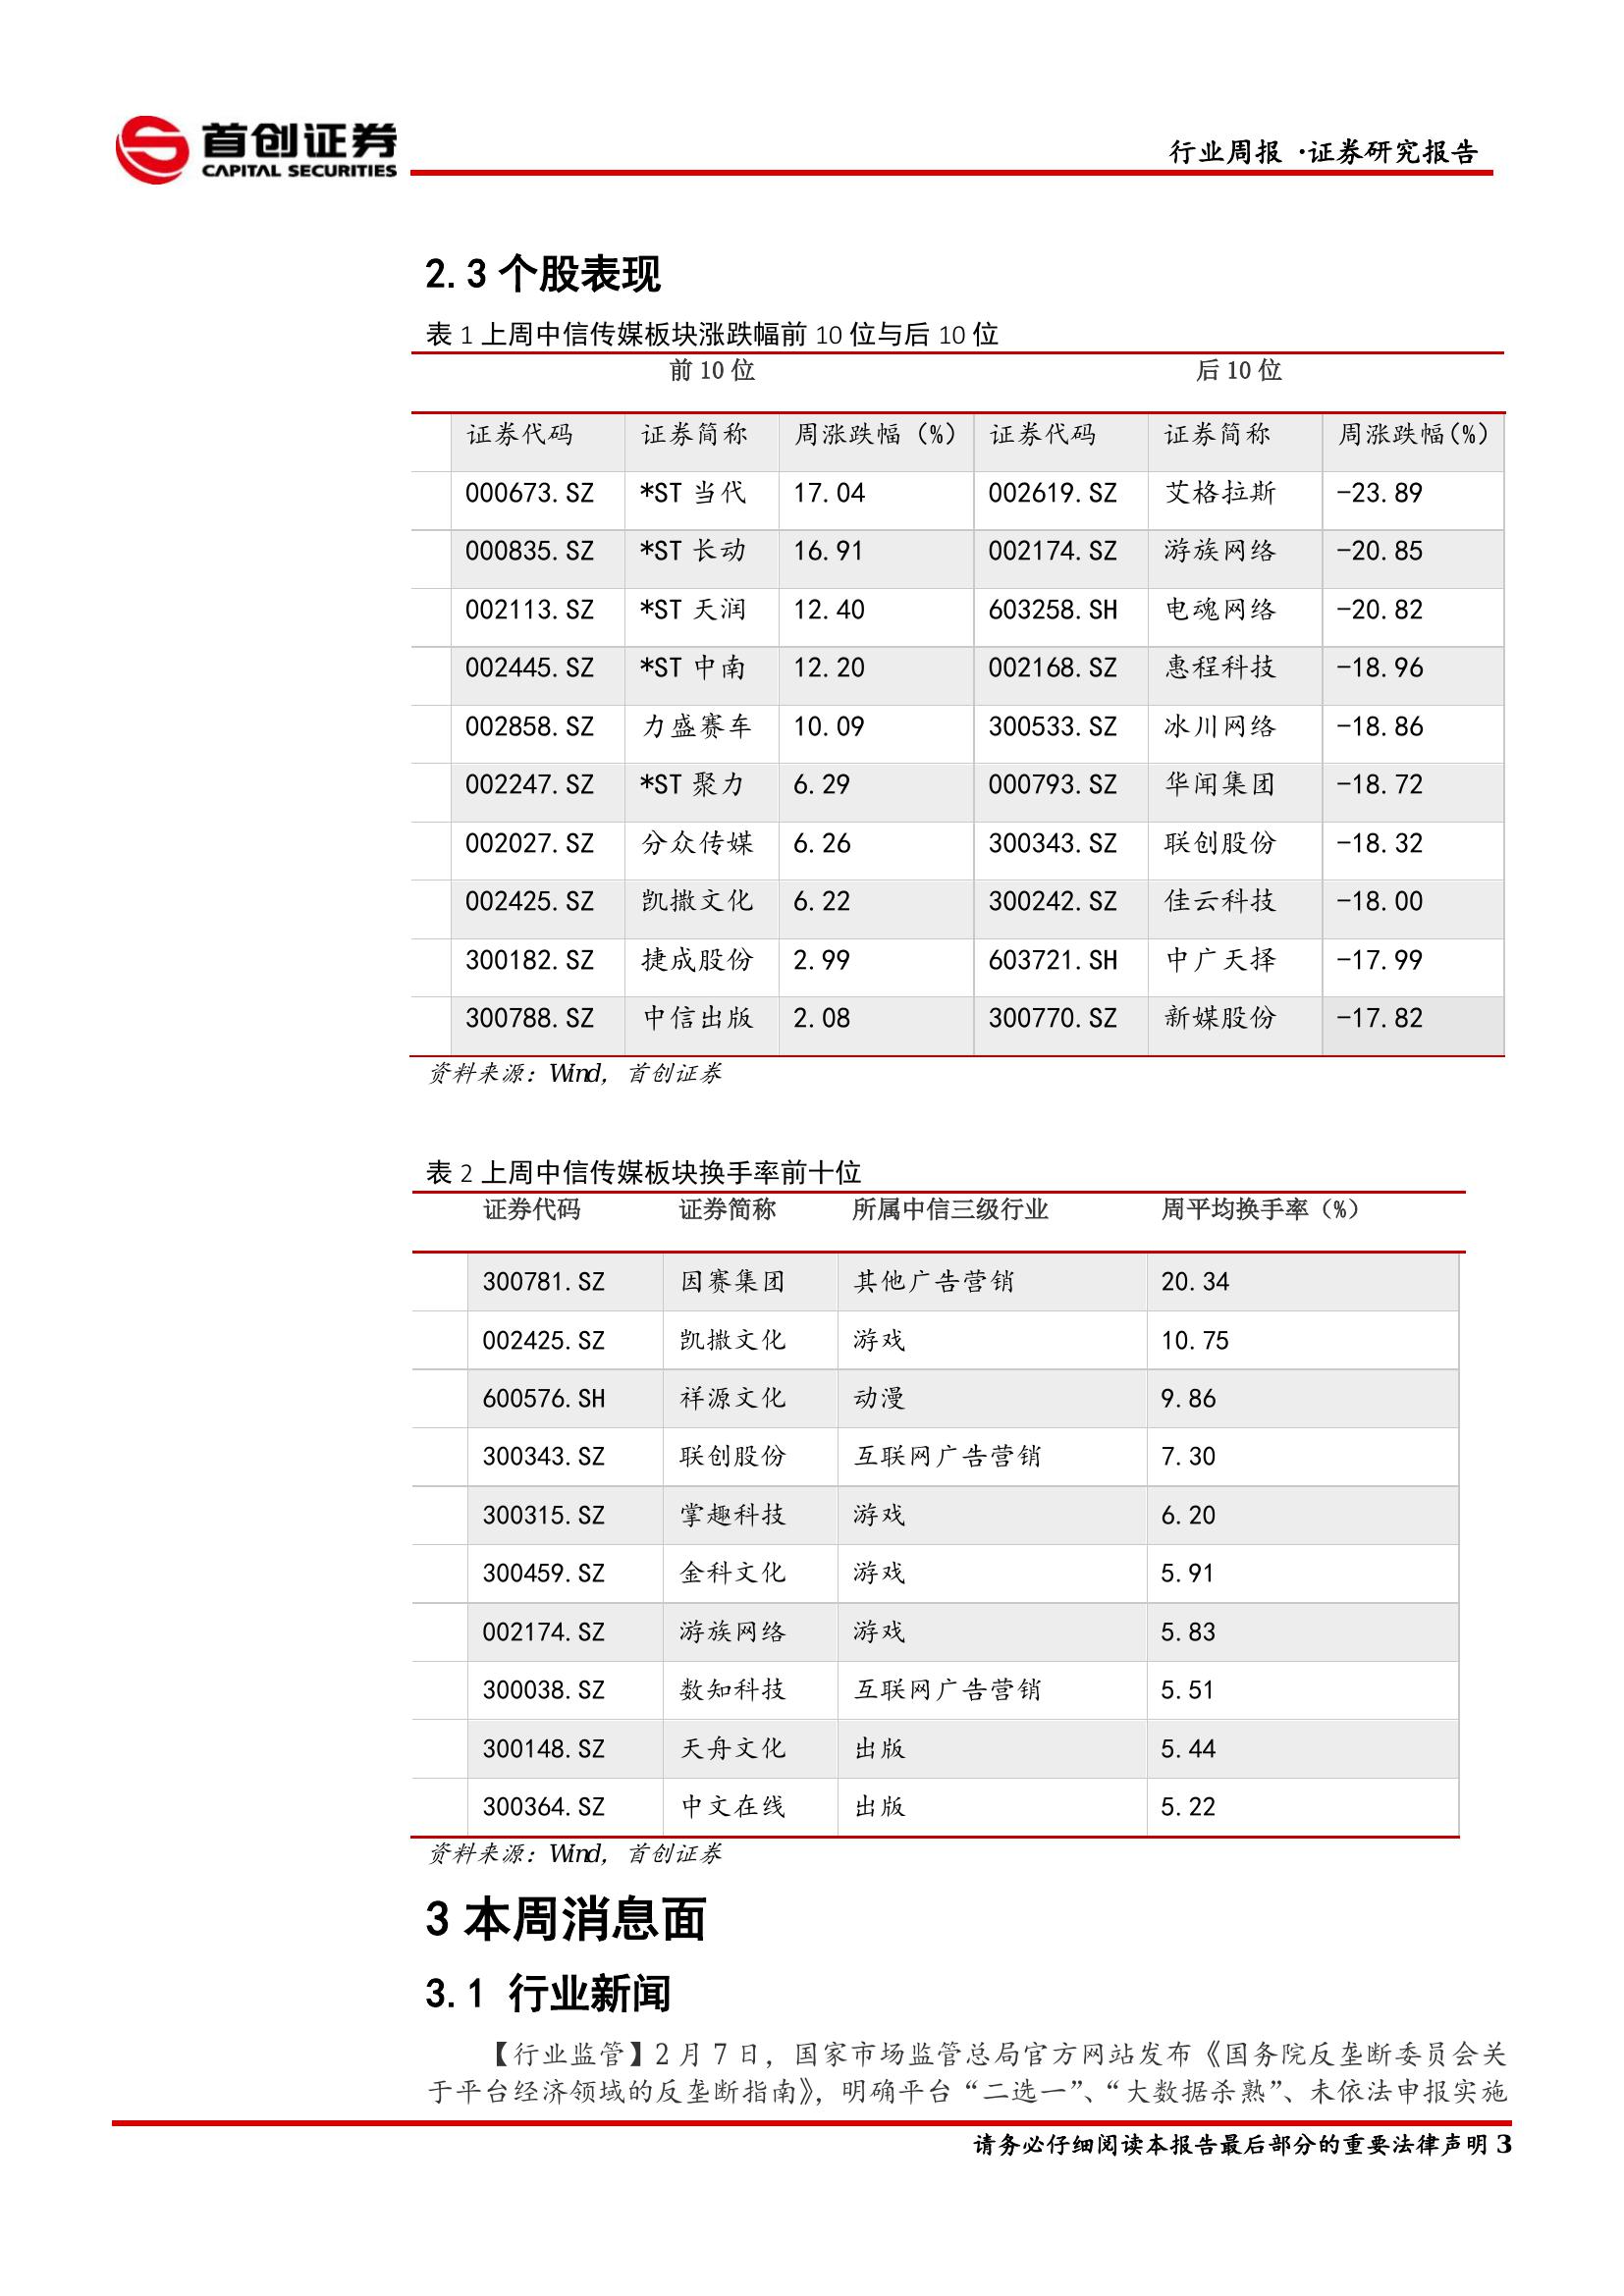 首创证券
CAPITAL SECURITIES
行业周报 ·证券研究报告
2.3 个股表现
表 1 上周中信传媒板块涨跌幅前 10 位与后 10 位
前 10 位 后 10 位
证券代码 证券简称 周涨跌幅（%） 证券代码 证券简称 周涨跌幅(%)
000673.SZ *ST 当代 17.04 002619.SZ 艾格拉斯 -23.89
000835.SZ *ST 长动 16.91 002174.SZ 游族网络 -20.85
002113.SZ *ST 天润 12.40 603258.SH 电魂网络 -20.82
002445.SZ *ST 中南 12.20 002168.SZ 惠程科技 -18.96
002858.SZ 力盛赛车 10.09 300533.SZ 冰川网络 -18.86
002247.SZ *ST 聚力 6.29 000793.SZ 华闻集团 -18.72
002027.SZ 分众传媒 6.26 300343.SZ 联创股份 -18.32
002425.SZ 凯撒文化 6.22 300242.SZ 佳云科技 -18.00
300182.SZ 捷成股份 2.99 603721.SH 中广天择 -17.99
300788.SZ 中信出版 2.08 300770.SZ 新媒股份 -17.82
资料来源：Wind，首创证券
表 2 上周中信传媒板块换手率前十位
证券代码 证券简称 所属中信三级行业 周平均换手率（%）
300781.SZ 因赛集团 其他广告营销 20.34
002425.SZ 凯撒文化 游戏 10.75
600576.SH 祥源文化 动漫 9.86
300343.SZ 联创股份 互联网广告营销 7.30
300315.SZ 掌趣科技 游戏 6.20
300459.SZ 金科文化 游戏 5.91
002174.SZ 游族网络 游戏 5.83
300038.SZ 数知科技 互联网广告营销 5.51
300148.SZ 天舟文化 出版 5.44
300364.SZ 中文在线 出版 5.22
资料来源：Wind，首创证券
3 本周消息面
3.1 行业新闻
【行业监管】2 月 7 日，国家市场监管总局官方网站发布《国务院反垄断委员会关
于平台经济领域的反垄断指南》，明确平台“二选一”、“大数据杀熟”、未依法申报实施
请务必仔细阅读本报告最后部分的重要法律声明 3